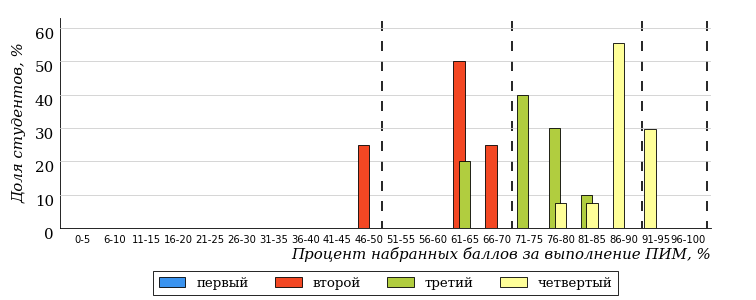 Доля студентов, %
60
50
40
30
20
10
0
0-5 6-10 11-15 16-20 21-25 26-30 31-35 36-40 41-45 46-50 51-55 56-60 61-65 66-70 71-75 76-80 81-85 86-90 91-95 96-100
Процент набранных баллов за выполнение ПИМ, %
первый второй третий четвертый